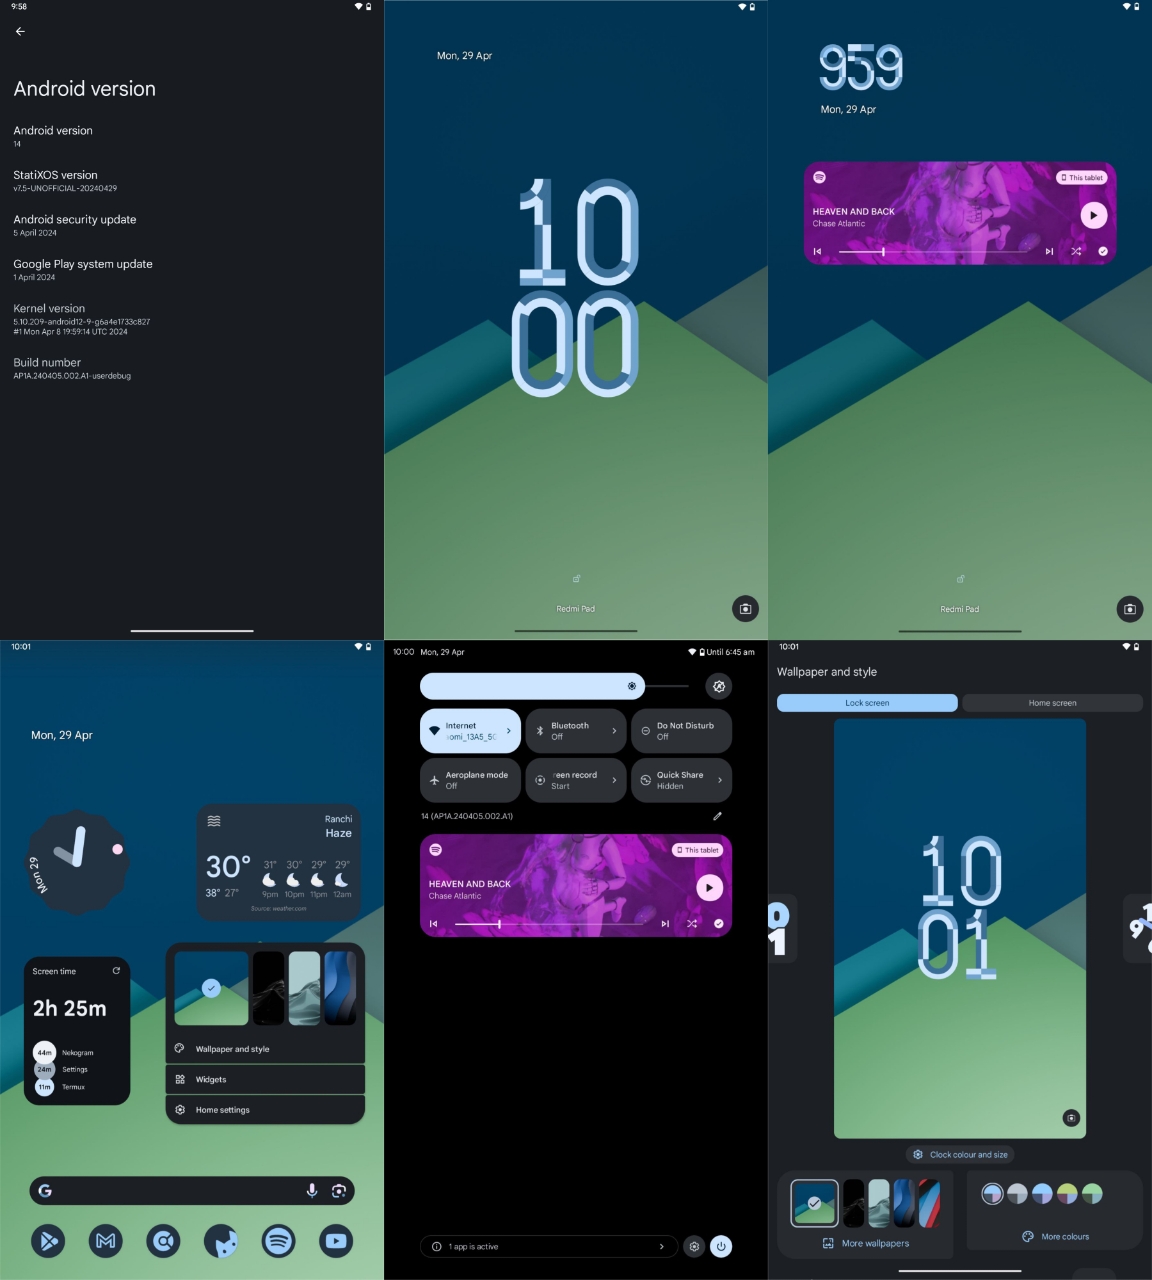 9:58
Android version
Android version
14
StatiXOS version
v7.5-UNOFFICIAL-20240429
Android security update
5 April 2024
Google Play system update
1 April 2024
Kernel version
5.10.209-android12-9-g6a4e1733c827
#1 Mon Apr 8 19:59:14 UTC 2024
Build number
AP1A.240405.002.A1-userdebug
Mon, 29 Apr
10
00
Redmi Pad
959
Mon, 29 Apr
This tablet
HEAVEN AND BACK
Chase Atlantic
Redmi Pad
10:01
Mon, 29 Apr
Mon 29
Ranchi
Haze
30°
38° 27°
31° 30° 29° 29°
9pm 10pm 11pm 12am
Source: weather.com
Screen time
2h 25m
44m Nekogram
24m Settings
11m Termux
Wallpaper and style
Widgets
Home settings
10:00 Mon, 29 Apr
Until 6:45 am
Internet
omi_13A5_5G
Bluetooth
Off
Do Not Disturb
Off
Aeroplane mode
Off
reen record
Start
Quick Share
Hidden
14 (AP1A.240405.002.A1)
This tablet
HEAVEN AND BACK
Chase Atlantic
1 app is active
10:01
Wallpaper and style
Lock screen
Home screen
10
01
Clock colour and size
More wallpapers
More colours